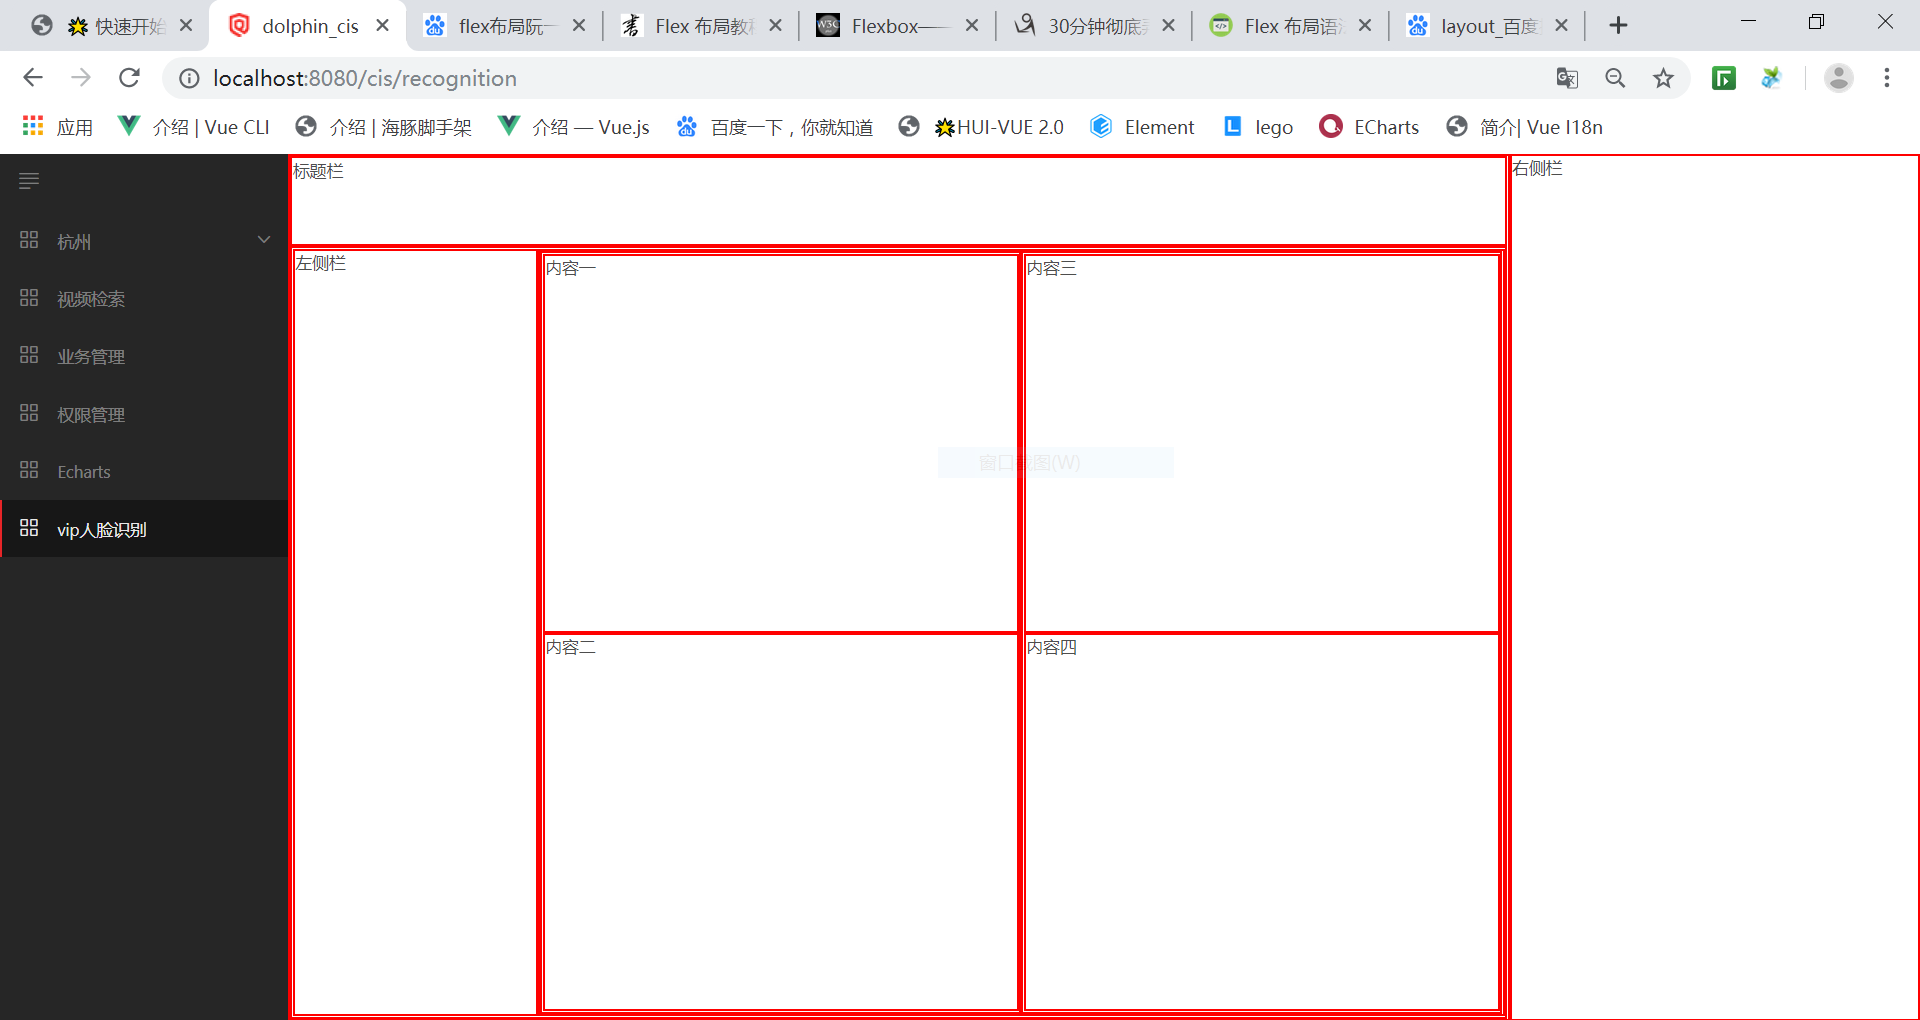 快速开始
dolphin_cis
flex布局阮一
Flex 布局教程
Flexbox——
30分钟彻底
Flex 布局语法
layout_百度
localhost:8080/cis/recognition
应用
介绍 | Vue CLI
介绍 | 海豚脚手架
介绍 — Vue.js
百度一下，你就知道
HUI-VUE 2.0
Element
lego
ECharts
简介| Vue I18n
杭州
视频检索
业务管理
权限管理
Echarts
vip人脸识别
标题栏
右侧栏
左侧栏
内容一
内容三
窗口截图(W)
内容二
内容四